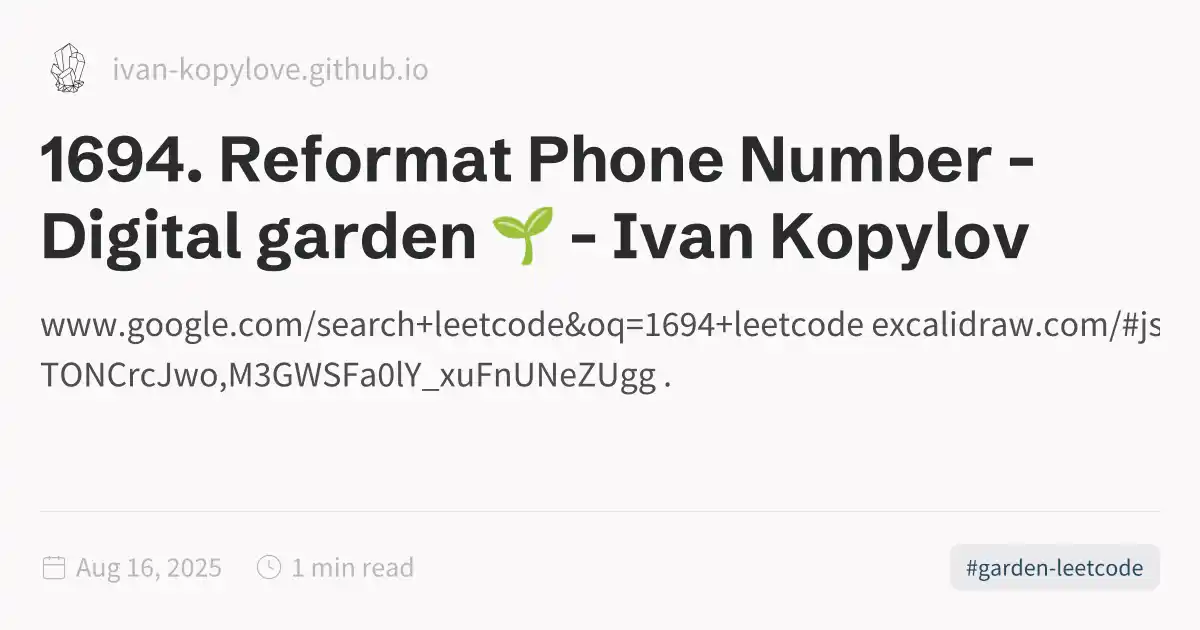 ivan-kopylove.github.io
1694. Reformat Phone Number -
Digital garden 🌱 - Ivan Kopylov
www.google.com/search+leetcode&oq=1694+leetcode excalidraw.com/#js
TONCrcJwo,M3GWSFa0lY_xuFnUNeZUgg .
Aug 16, 2025 1 min read #garden-leetcode